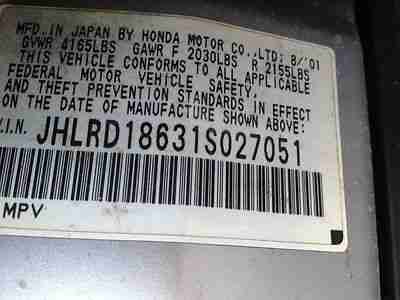 MFD. IN JAPAN BY HONDA MOTOR CO., LTD: 8/'01
GVWR 4165LBS GAWR F 2030LBS R 2155LBS
THIS VEHICLE CONFORMS TO ALL APPLICABLE
FEDERAL MOTOR VEHICLE SAFETY,
AND THEFT PREVENTION STANDARDS IN EFFECT
ON THE DATE OF MANUFACTURE SHOWN ABOVE:
V.I.N. JHLRD18631S027051
MPV